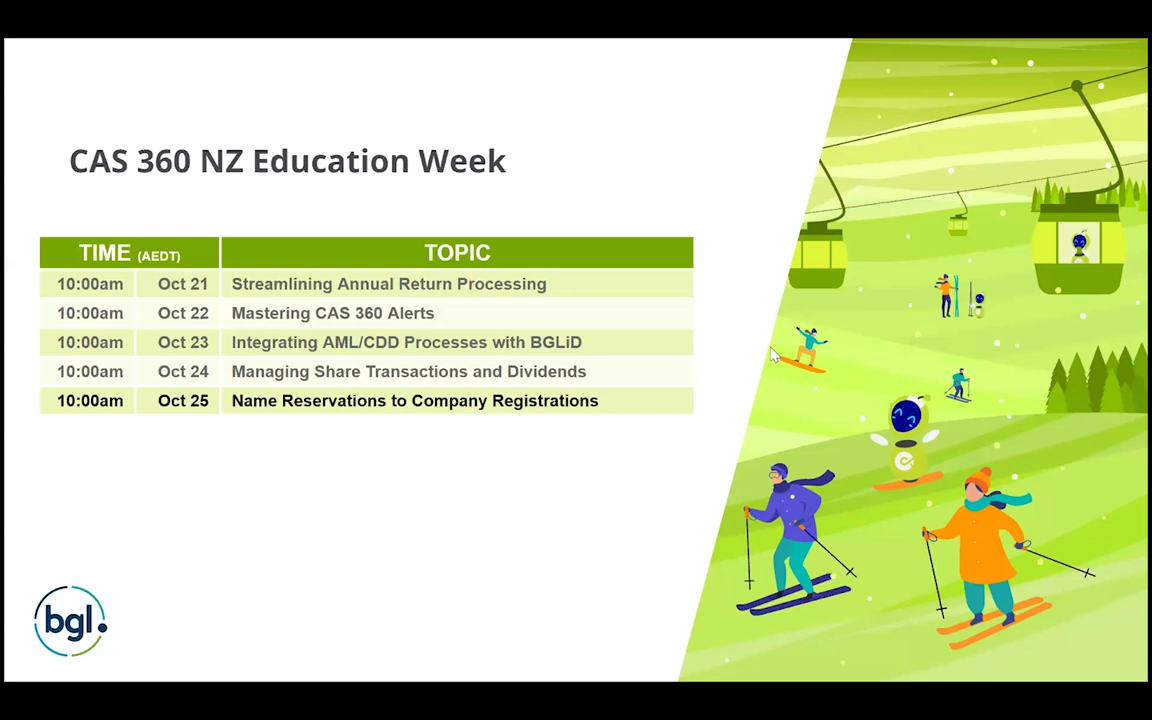 CAS 360 NZ Education Week
TIME (AEDT) TOPIC
10:00am Oct 21 Streamlining Annual Return Processing
10:00am Oct 22 Mastering CAS 360 Alerts
10:00am Oct 23 Integrating AML/CDD Processes with BGLiD
10:00am Oct 24 Managing Share Transactions and Dividends
10:00am Oct 25 Name Reservations to Company Registrations
bgl.